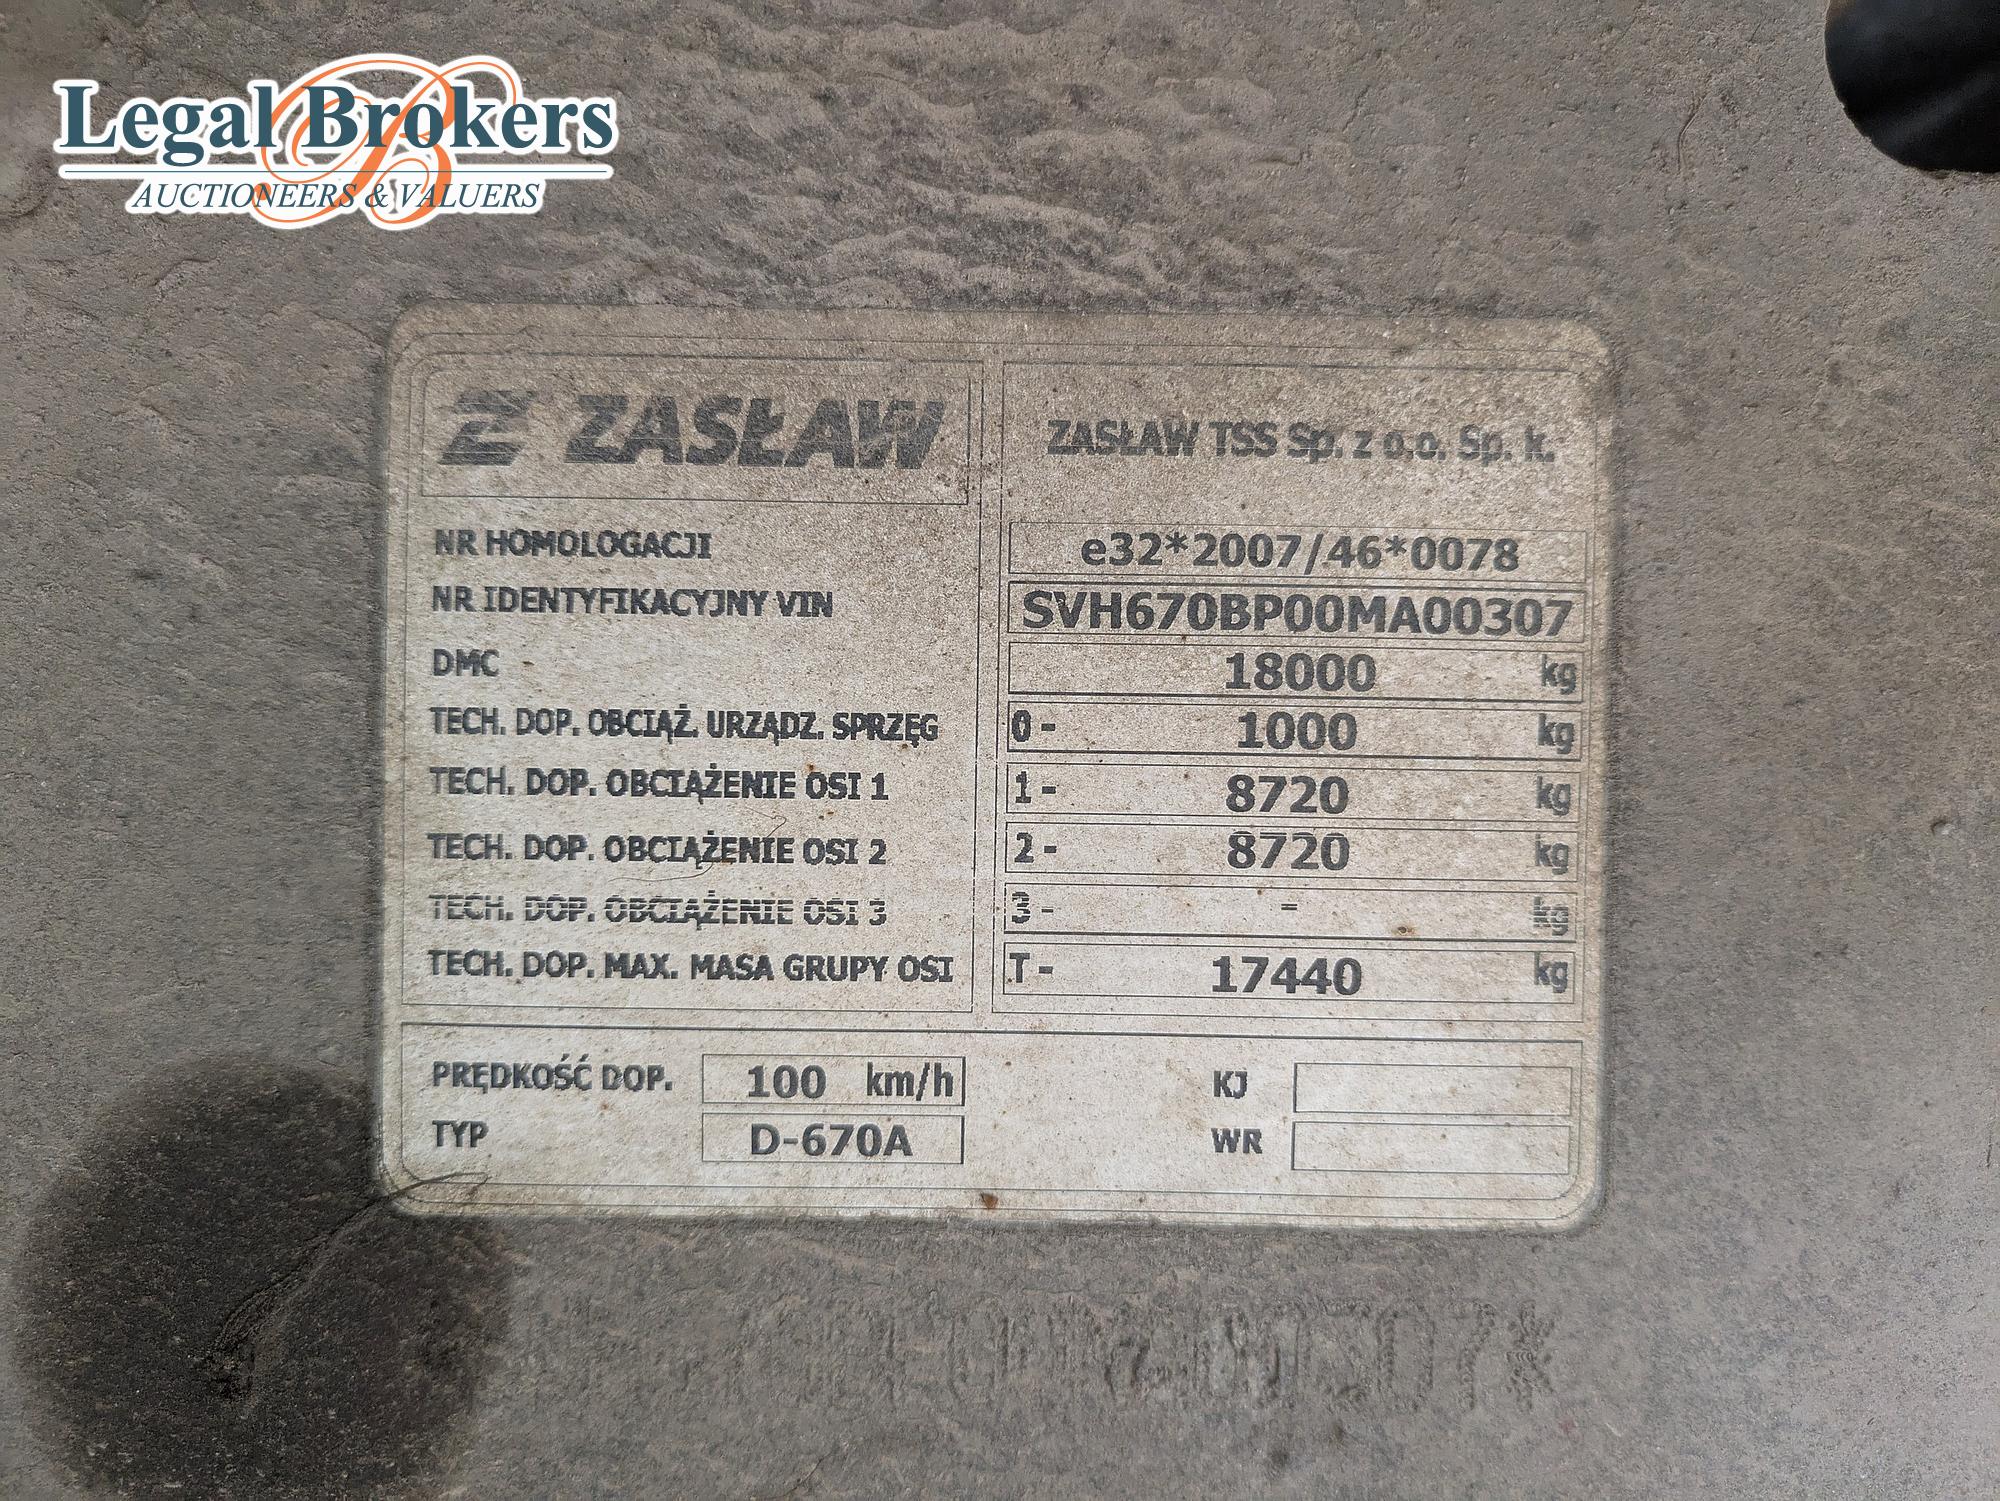 Legal Brokers
AUCTIONEERS & VALUERS
Z ZASŁAW
ZASŁAW TSS Sp. z o.o. Sp. k.
NR HOMOLOGACJI e32*2007/46*0078
NR IDENTYFIKACYJNY VIN SVH670BP00MA00307
DMC 18000 kg
TECH. DOP. OBCIĄŻ. URZĄDZ. SPRZĘG 0- 1000 kg
TECH. DOP. OBCIĄŻENIE OSI 1 1- 8720 kg
TECH. DOP. OBCIĄŻENIE OSI 2 2- 8720 kg
TECH. DOP. OBCIĄŻENIE OSI 3 3- - kg
TECH. DOP. MAX. MASA GRUPY OSI T- 17440 kg
PRĘDKOŚĆ DOP. 100 km/h KJ
TYP D-670A WR